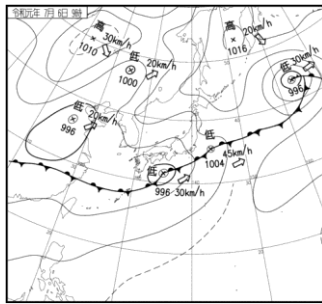 令和元年 7月 6日 9時
高 30km/h
1010
低 20km/h
1000
高 20km/h
1016
低 30km/h
996
低 20km/h
996
低 45km/h
1004
低
996 30km/h